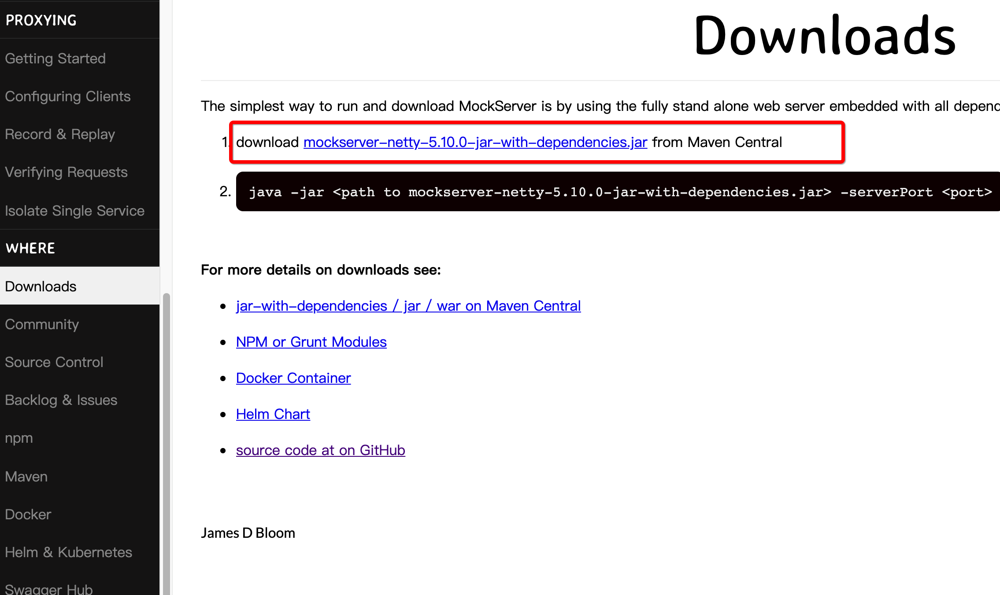 PROXYING
Getting Started
Configuring Clients
Record & Replay
Verifying Requests
Isolate Single Service
WHERE
Downloads
Community
Source Control
Backlog & Issues
npm
Maven
Docker
Helm & Kubernetes
Swagger Hub
Downloads
The simplest way to run and download MockServer is by using the fully stand alone web server embedded with all depend
1. download mockserver-netty-5.10.0-jar-with-dependencies.jar from Maven Central
2. java -jar <path to mockserver-netty-5.10.0-jar-with-dependencies.jar> -serverPort <port>
For more details on downloads see:
• jar-with-dependencies / jar / war on Maven Central
• NPM or Grunt Modules
• Docker Container
• Helm Chart
• source code at on GitHub
James D Bloom